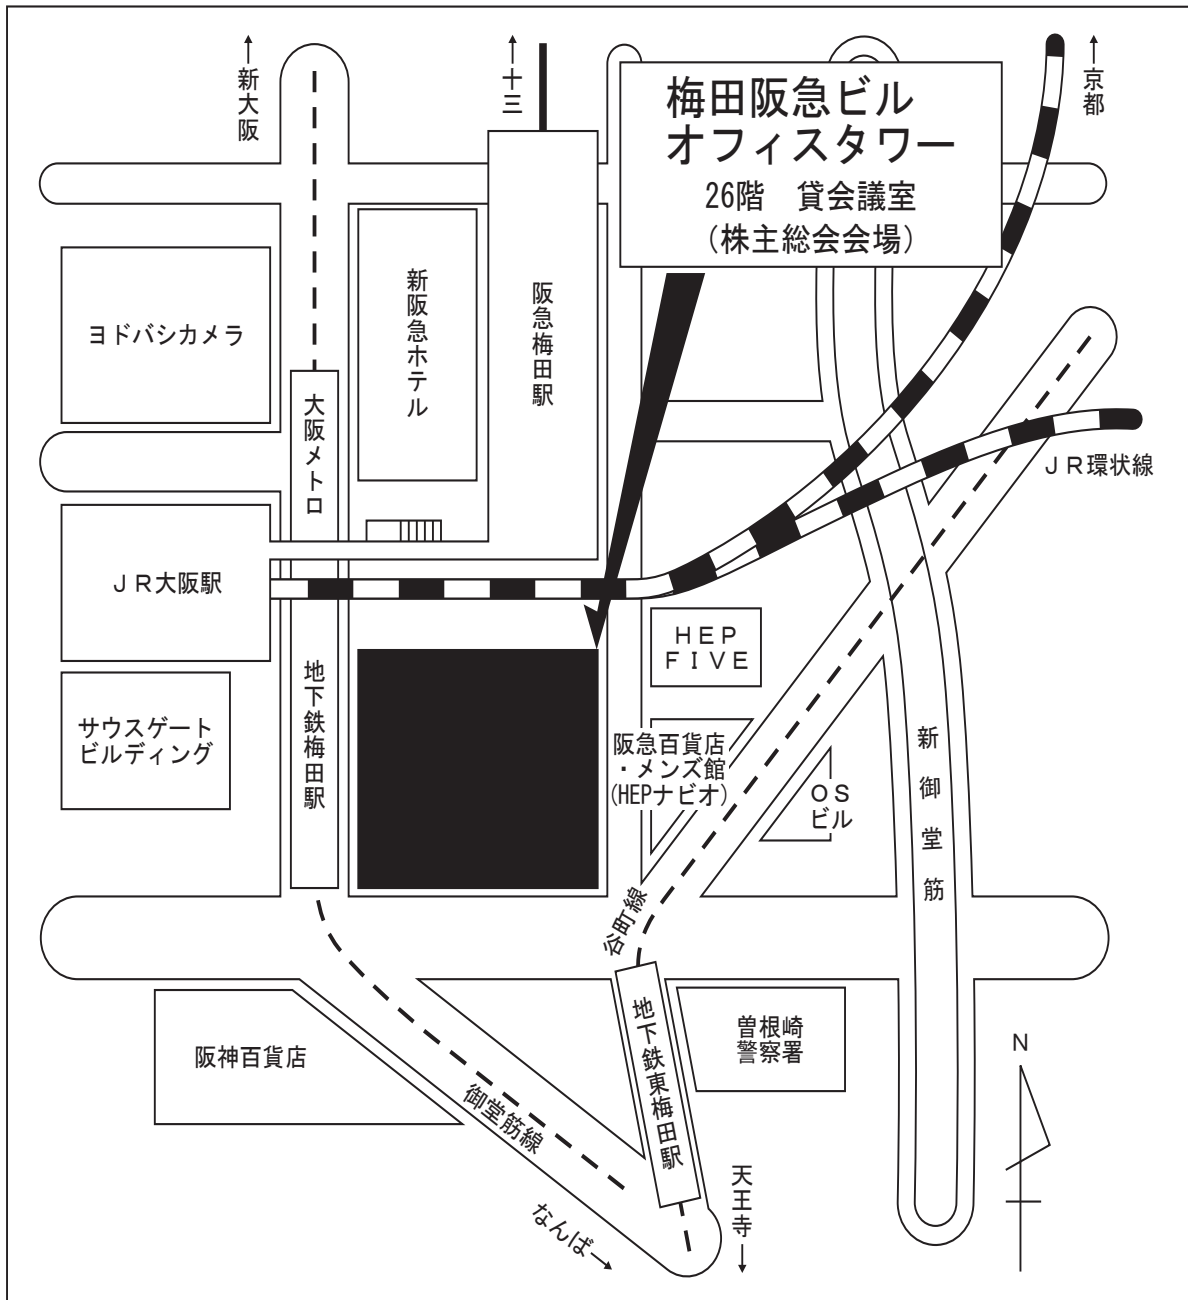 ↑新大阪
↑十三
↑京都
梅田阪急ビル
オフィスタワー
26階　貸会議室
(株主総会会場)
ヨドバシカメラ
新阪急ホテル
阪急梅田駅
大阪メトロ
ＪＲ環状線
ＪＲ大阪駅
ＨＥＰ
ＦＩＶＥ
地下鉄梅田駅
サウスゲート
ビルディング
阪急百貨店
・メンズ館
(HEPナビオ)
ＯＳ
ビル
新御堂筋
谷町線
地下鉄東梅田駅
曽根崎
警察署
阪神百貨店
御堂筋線
Ｎ
天王寺↓
なんば→